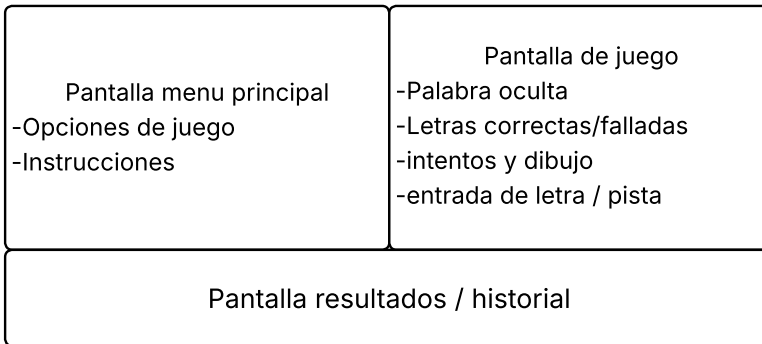 Pantalla menu principal
-Opciones de juego
-Instrucciones
Pantalla de juego
-Palabra oculta
-Letras correctas/falladas
-intentos y dibujo
-entrada de letra / pista
Pantalla resultados / historial